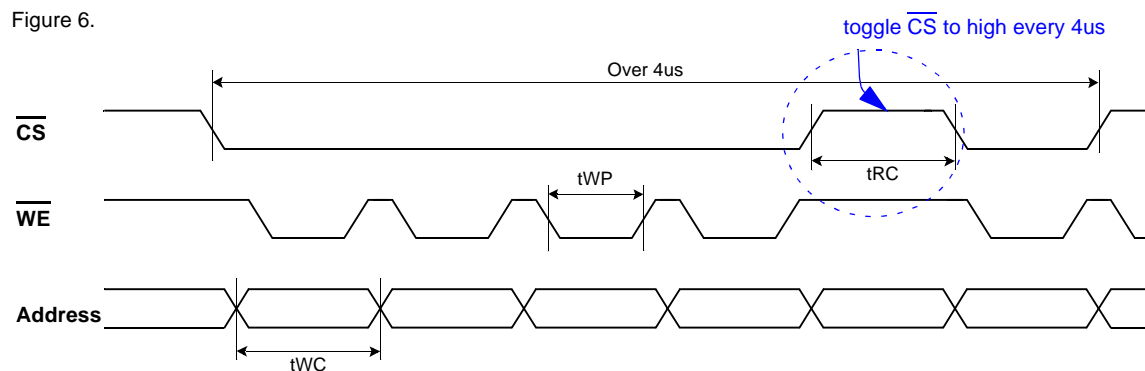 Figure 6.
toggle CS to high every 4us
Over 4us
CS
tRC
tWP
WE
Address
tWC